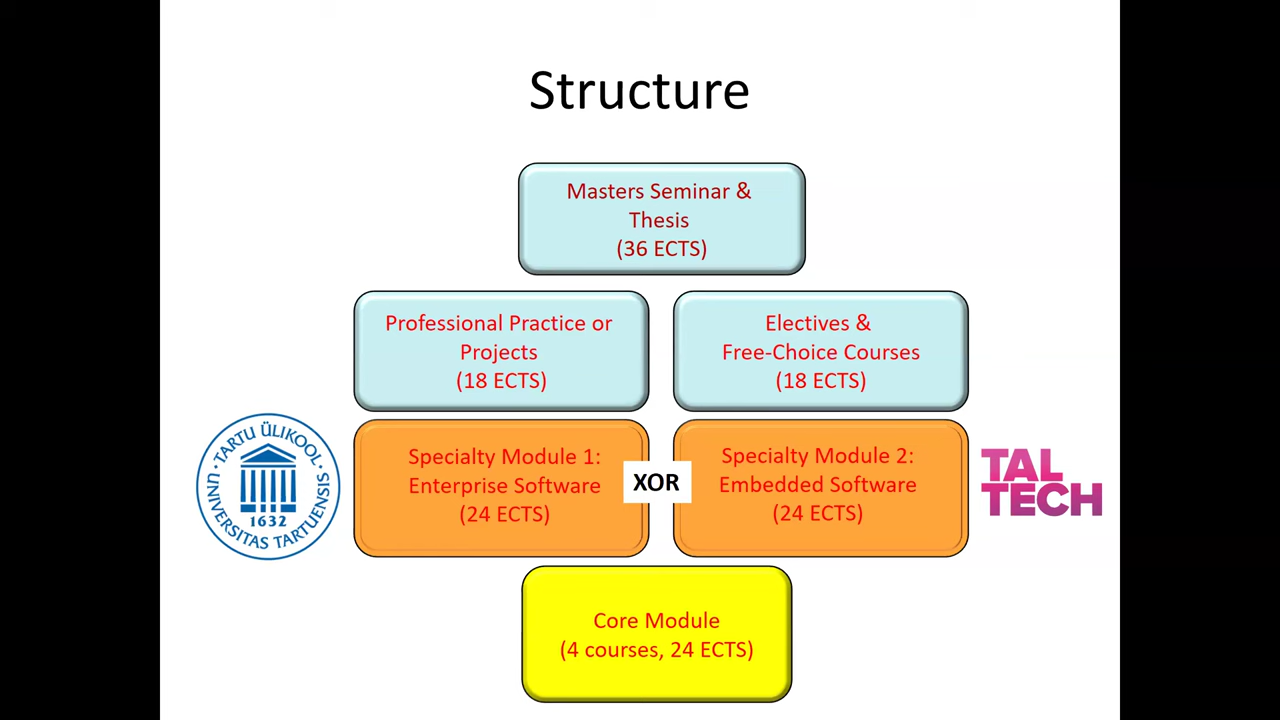 Structure
Masters Seminar &
Thesis
(36 ECTS)
Professional Practice or
Projects
(18 ECTS)
Electives &
Free-Choice Courses
(18 ECTS)
TARTU ÜLIKOOL
1632
UNIVERSITAS TARTUENSIS
Specialty Module 1:
Enterprise Software
(24 ECTS)
XOR
Specialty Module 2:
Embedded Software
(24 ECTS)
TAL
TECH
Core Module
(4 courses, 24 ECTS)